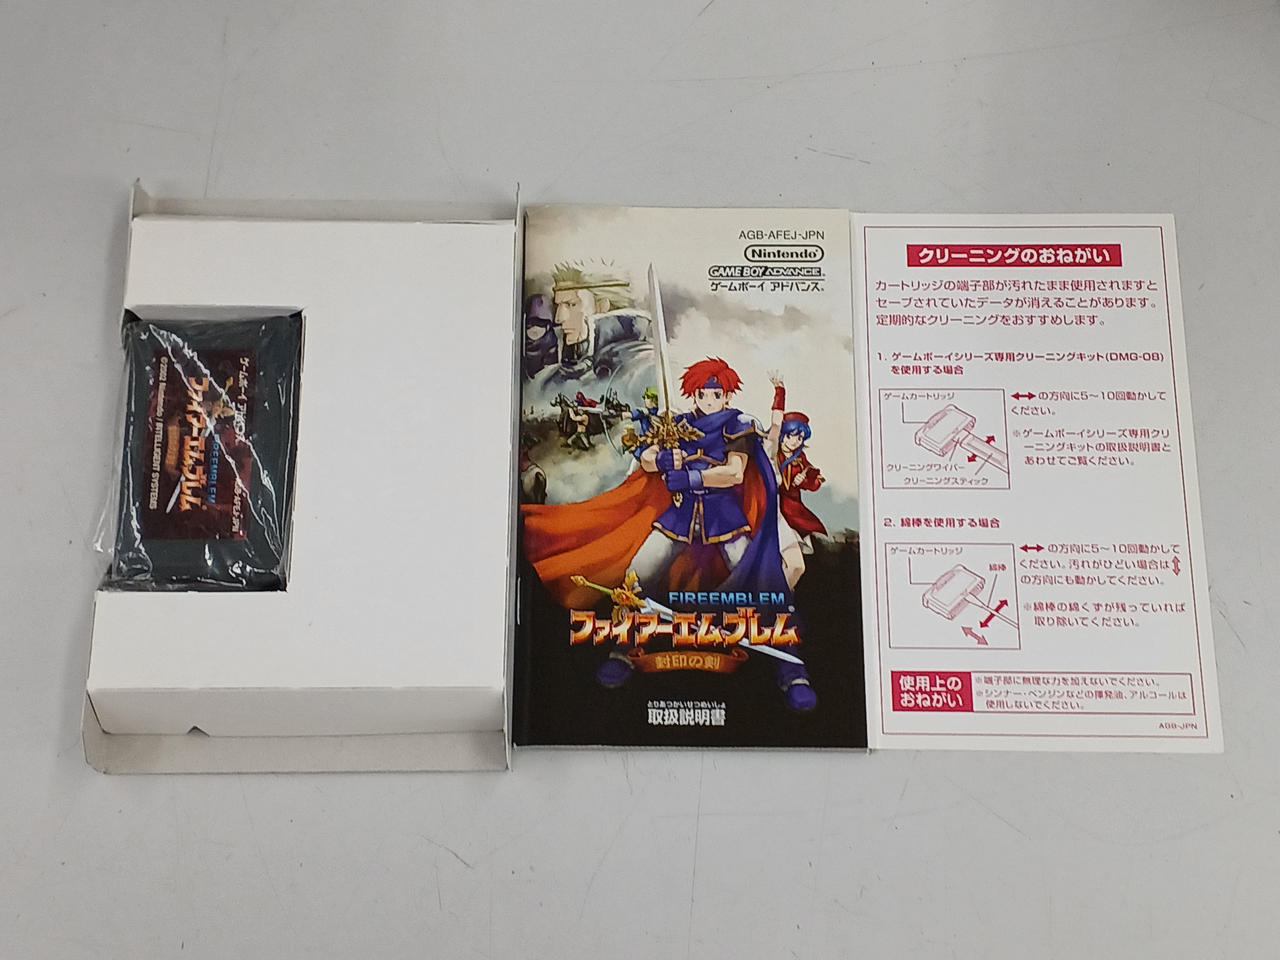 ゲームボーイ アドバンス
FIREEMBLEM
ファイアーエムブレム
AGB-AFEJ-JPN
©2002 Nintendo / INTELLIGENT SYSTEMS
AGB-AFEJ-JPN
Nintendo
GAME BOY ADVANCE
ゲームボーイ アドバンス
FIREEMBLEM
ファイアーエムブレム
封印の剣
とりあつかいせつめいしょ
取扱説明書
クリーニングのおねがい
カートリッジの端子部が汚れたまま使用されますと
セーブされていたデータが消えることがあります。
定期的なクリーニングをおすすめします。
1. ゲームボーイシリーズ専用クリーニングキット(DMG-08)
を使用する場合
ゲームカートリッジ
クリーニングワイパー
クリーニングスティック
↔の方向に5～10回動かして
ください。
※ゲームボーイシリーズ専用クリ
ーニングキットの取扱説明書と
あわせてご覧ください。
2. 綿棒を使用する場合
ゲームカートリッジ
綿棒
↔の方向に5～10回動かして
ください。汚れがひどい場合は↕
の方向にも動かしてください。
※綿棒の綿くずが残っていれば
取り除いてください。
使用上の
おねがい
※端子部に無理な力を加えないでください。
※シンナー・ベンジンなどの揮発油、アルコールは
使用しないでください。
AGB-JPN